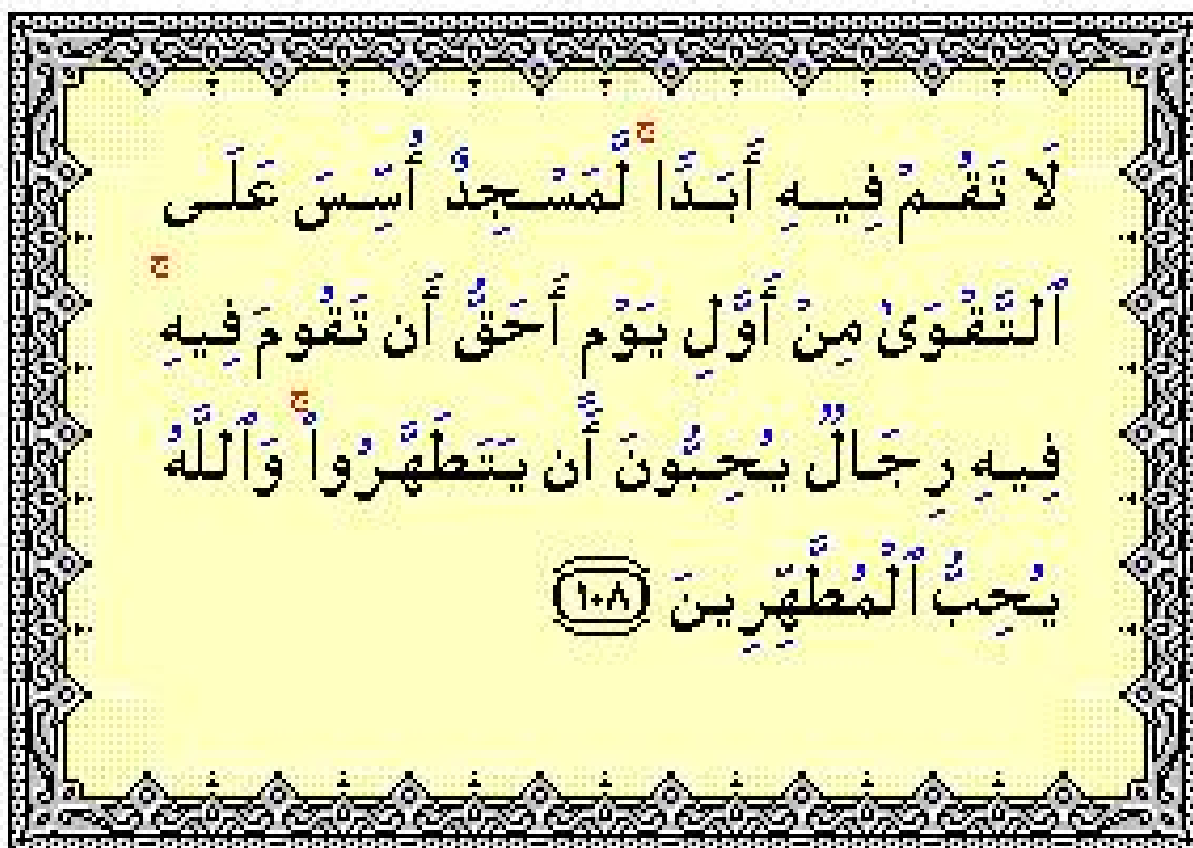 لَا تَقُمْ فِيهِ أَبَدًا ۚ لَّمَسْجِدٌ أُسِّسَ عَلَى
ٱلتَّقْوَىٰ مِنْ أَوَّلِ يَوْمٍ أَحَقُّ أَن تَقُومَ فِيهِ ۚ
فِيهِ رِجَالٌ يُحِبُّونَ أَن يَتَطَهَّرُوا۟ ۚ وَٱللَّهُ
يُحِبُّ ٱلْمُطَّهِّرِينَ ١٠٨